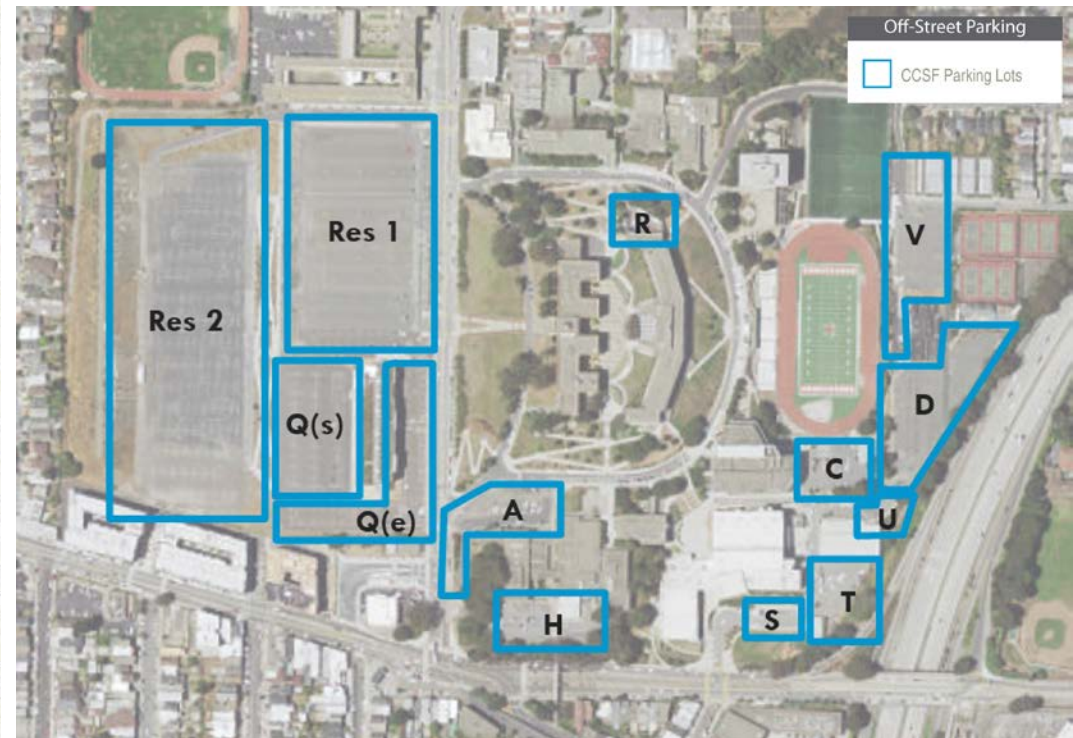 Off-Street Parking
CCSF Parking Lots
R
V
Res 1
Res 2
D
Q(s)
C
A
Q(e)
U
H
S
T